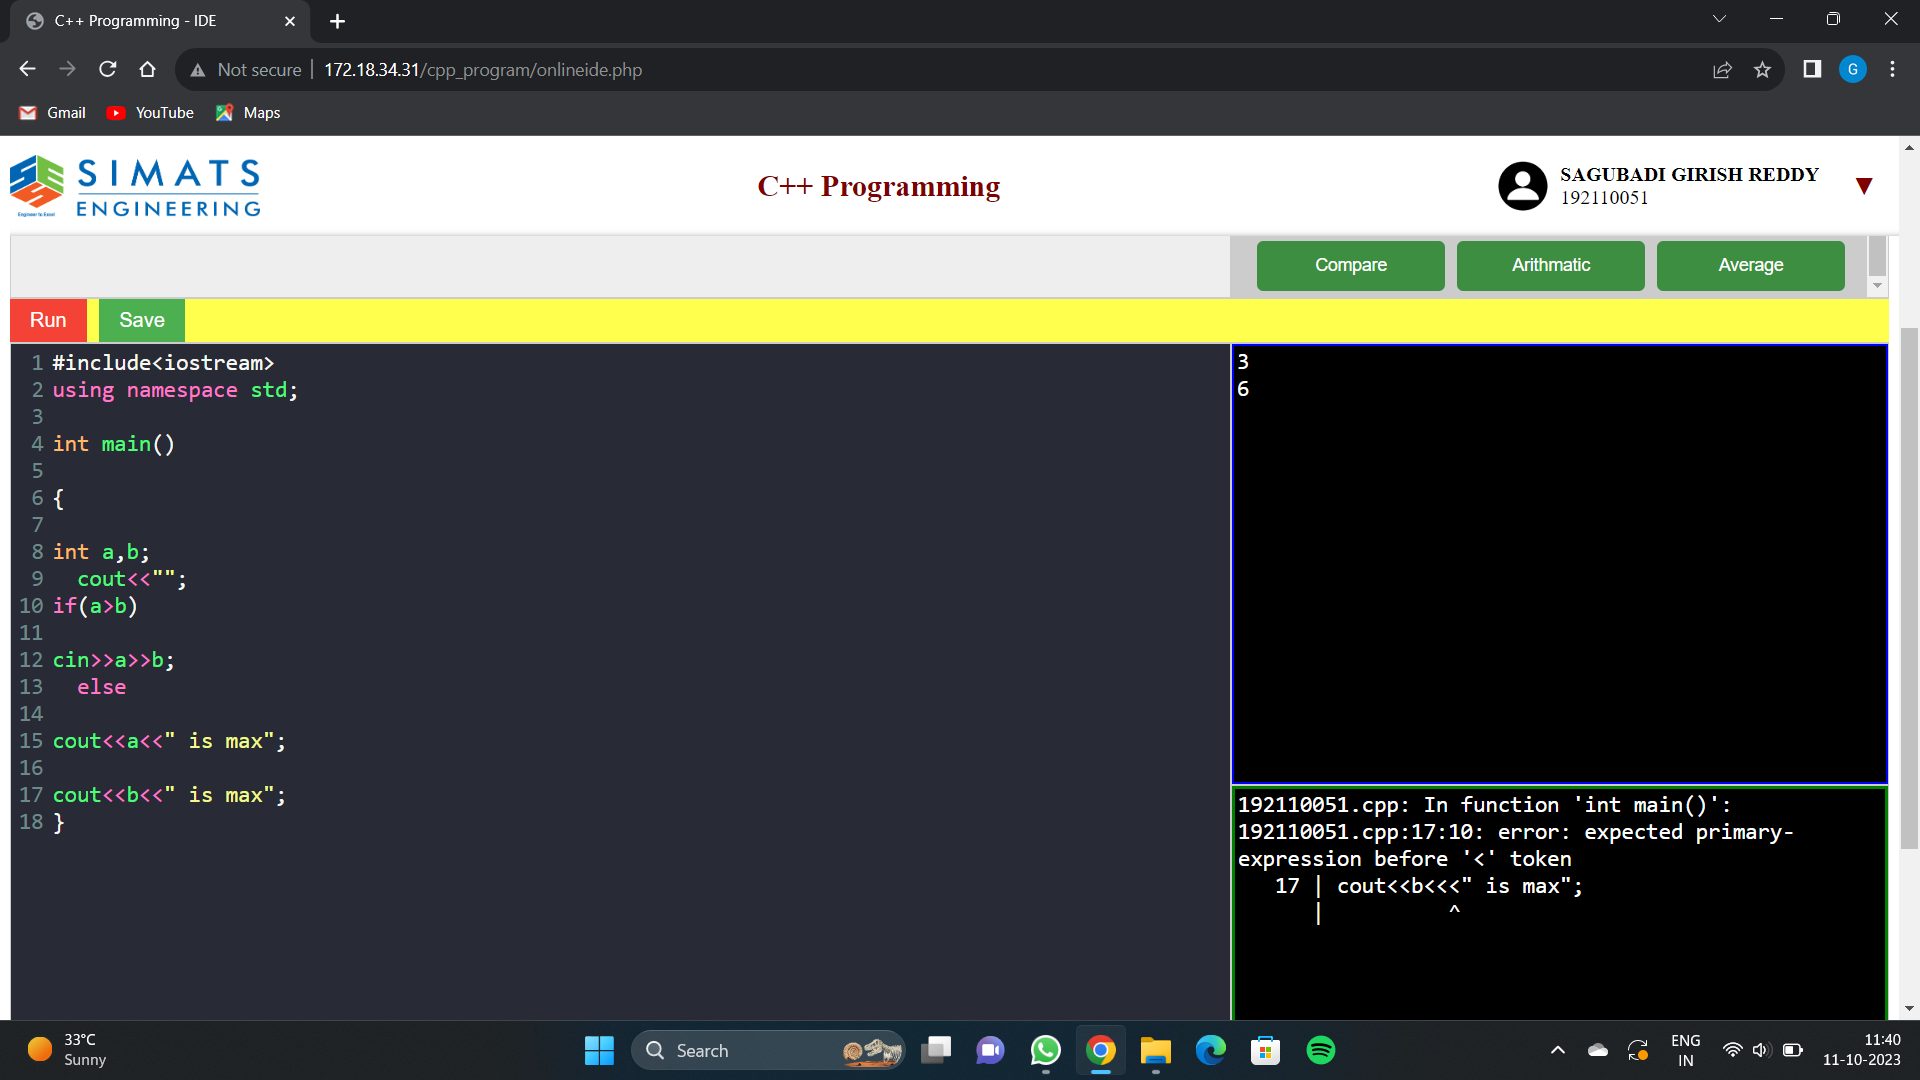 C++ Programming - IDE
Not secure 172.18.34.31/cpp_program/onlineide.php
G
Gmail YouTube Maps
SIMATS
ENGINEERING
Engineer to Excel
C++ Programming
SAGUBADI GIRISH REDDY
192110051
Compare Arithmatic Average
Run Save
1 #include<iostream>
2 using namespace std;
3
4 int main()
5
6 {
7
8 int a,b;
9 cout<<"";
10 if(a>b)
11
12 cin>>a>>b;
13 else
14
15 cout<<a<<" is max";
16
17 cout<<b<<" is max";
18 }
3
6
192110051.cpp: In function 'int main()':
192110051.cpp:17:10: error: expected primary-
expression before '<' token
17 | cout<<b<<<" is max";
| ^
33°C
Sunny
Search
ENG
IN
11:40
11-10-2023